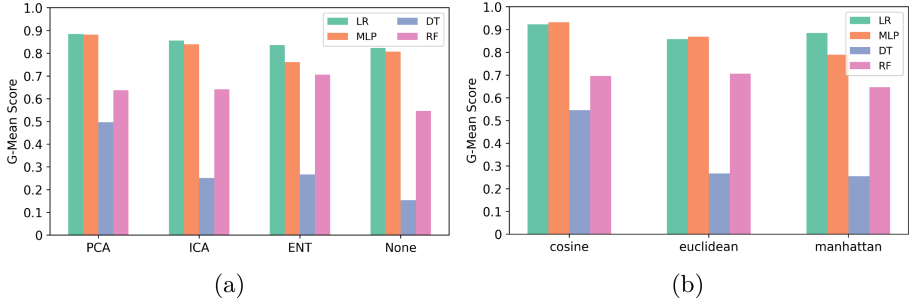 1.0
0.9
0.8
0.7
0.6
0.5
0.4
0.3
0.2
0.1
0
G-Mean Score
LR DT
MLP RF
PCA ICA ENT None
(a)
1.0
0.9
0.8
0.7
0.6
0.5
0.4
0.3
0.2
0.1
0
G-Mean Score
LR
MLP
DT
RF
cosine euclidean manhattan
(b)